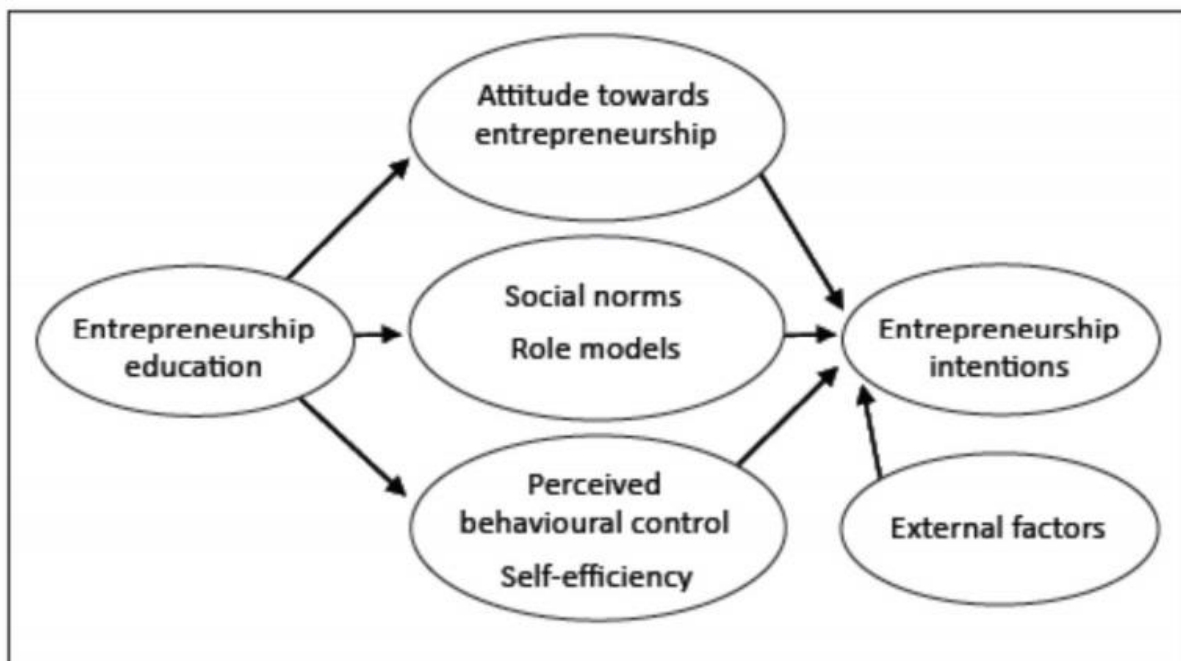 Attitude towards
entrepreneurship
Entrepreneurship
education
Social norms
Role models
Entrepreneurship
intentions
Perceived
behavioural control
Self-efficiency
External factors